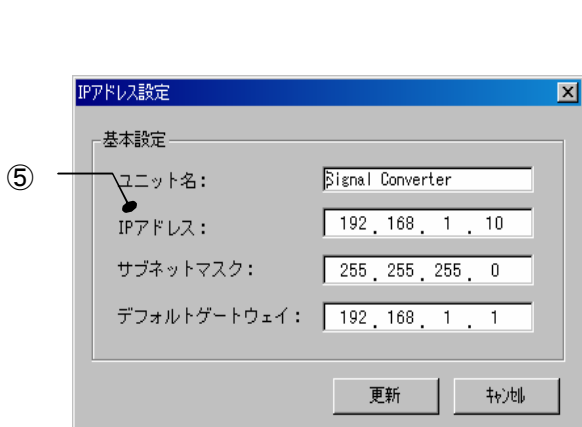 IPアドレス設定
基本設定
⑤
ユニット名： Signal Converter
IPアドレス： 192 . 168 . 1 . 10
サブネットマスク： 255 . 255 . 255 . 0
デフォルトゲートウェイ： 192 . 168 . 1 . 1
更新 ｷｬﾝｾﾙ